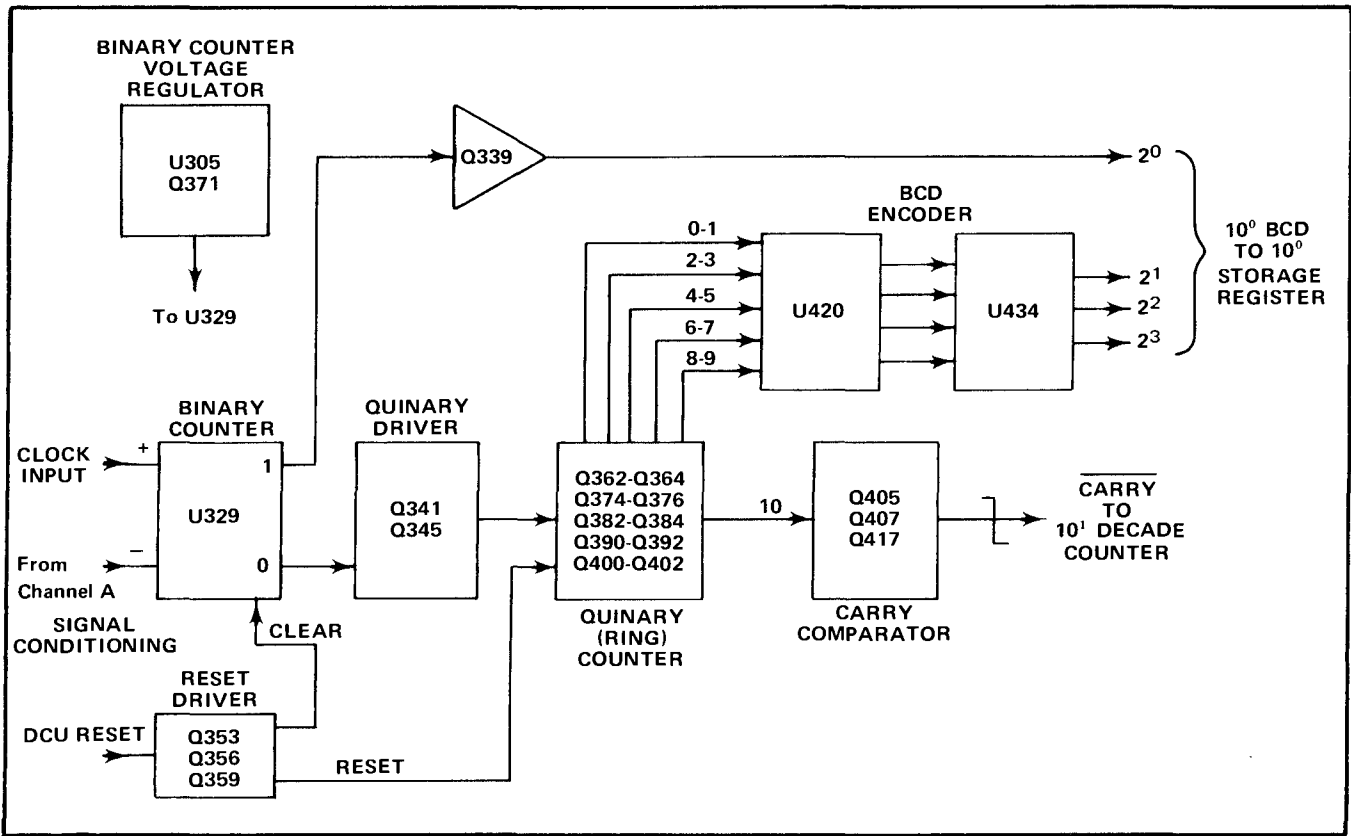 BINARY COUNTER
VOLTAGE
REGULATOR
U305
Q371
To U329
Q339
2⁰
BCD
ENCODER
0-1
2-3
4-5
6-7
8-9
U420
U434
2¹
2²
2³
10⁰ BCD
TO 10⁰
STORAGE
REGISTER
BINARY
COUNTER
CLOCK
INPUT
+
1
U329
−
0
From
Channel A
SIGNAL
CONDITIONING
CLEAR
QUINARY
DRIVER
Q341
Q345
Q362-Q364
Q374-Q376
Q382-Q384
Q390-Q392
Q400-Q402
QUINARY
(RING)
COUNTER
10
Q405
Q407
Q417
CARRY
COMPARATOR
CARRY
TO
10¹ DECADE
COUNTER
RESET
DRIVER
DCU RESET
Q353
Q356
Q359
RESET